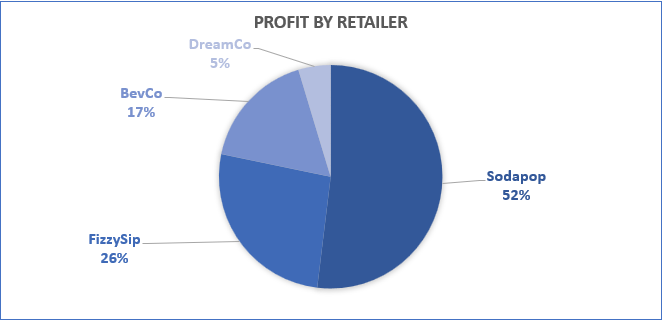 PROFIT BY RETAILER
DreamCo
5%
BevCo
17%
Sodapop
52%
FizzySip
26%